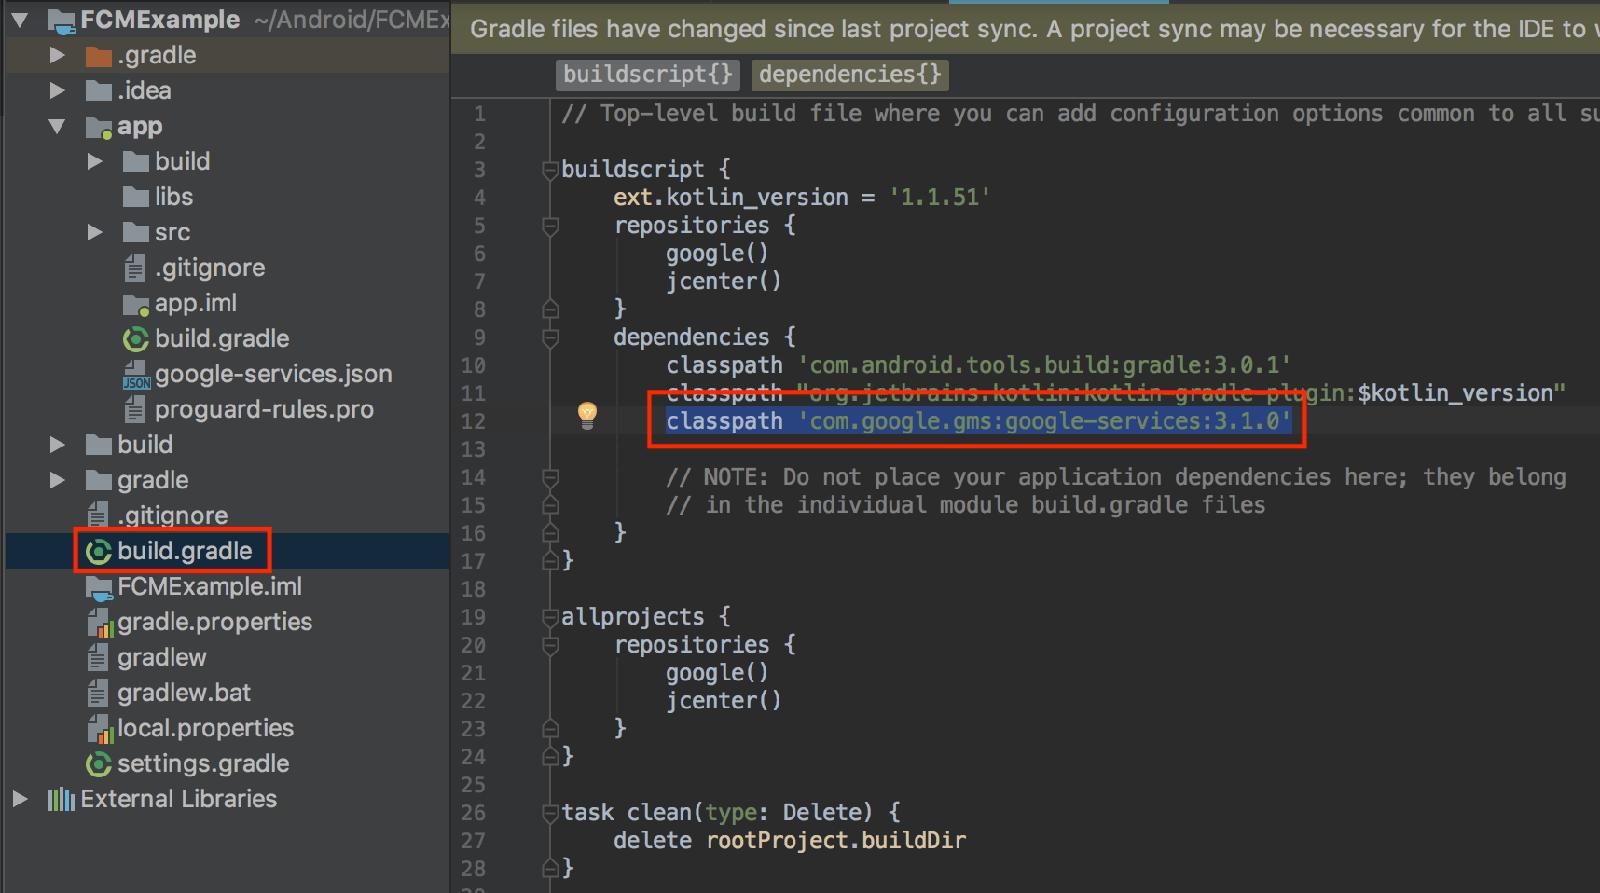 FCMExample ~/Android/FCMEx
.gradle
.idea
app
build
libs
src
.gitignore
app.iml
build.gradle
JSON google-services.json
proguard-rules.pro
build
gradle
.gitignore
build.gradle
FCMExample.iml
gradle.properties
gradlew
gradlew.bat
local.properties
settings.gradle
External Libraries
Gradle files have changed since last project sync. A project sync may be necessary for the IDE to w
buildscript{} dependencies{}
1 // Top-level build file where you can add configuration options common to all su
2
3 buildscript {
4 ext.kotlin_version = '1.1.51'
5 repositories {
6 google()
7 jcenter()
8 }
9 dependencies {
10 classpath 'com.android.tools.build:gradle:3.0.1'
11 classpath "org.jetbrains.kotlin:kotlin-gradle-plugin:$kotlin_version"
12 classpath 'com.google.gms:google-services:3.1.0'
13
14 // NOTE: Do not place your application dependencies here; they belong
15 // in the individual module build.gradle files
16 }
17 }
18
19 allprojects {
20 repositories {
21 google()
22 jcenter()
23 }
24 }
25
26 task clean(type: Delete) {
27 delete rootProject.buildDir
28 }